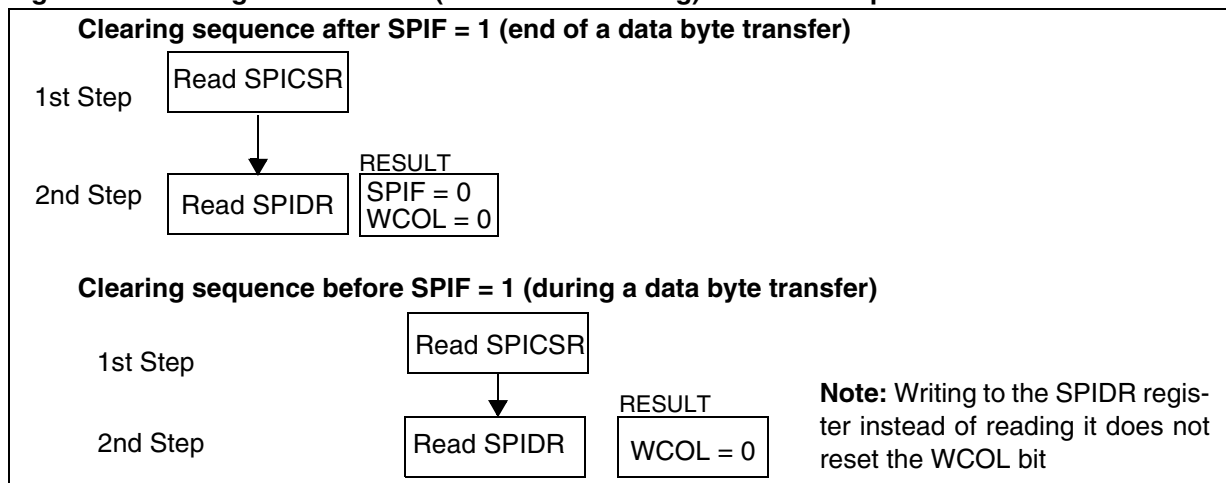 Clearing sequence after SPIF = 1 (end of a data byte transfer)
1st Step
Read SPICSR
RESULT
2nd Step
Read SPIDR
SPIF = 0
WCOL = 0
Clearing sequence before SPIF = 1 (during a data byte transfer)
1st Step
Read SPICSR
RESULT
2nd Step
Read SPIDR
WCOL = 0
Note: Writing to the SPIDR regis-
ter instead of reading it does not
reset the WCOL bit